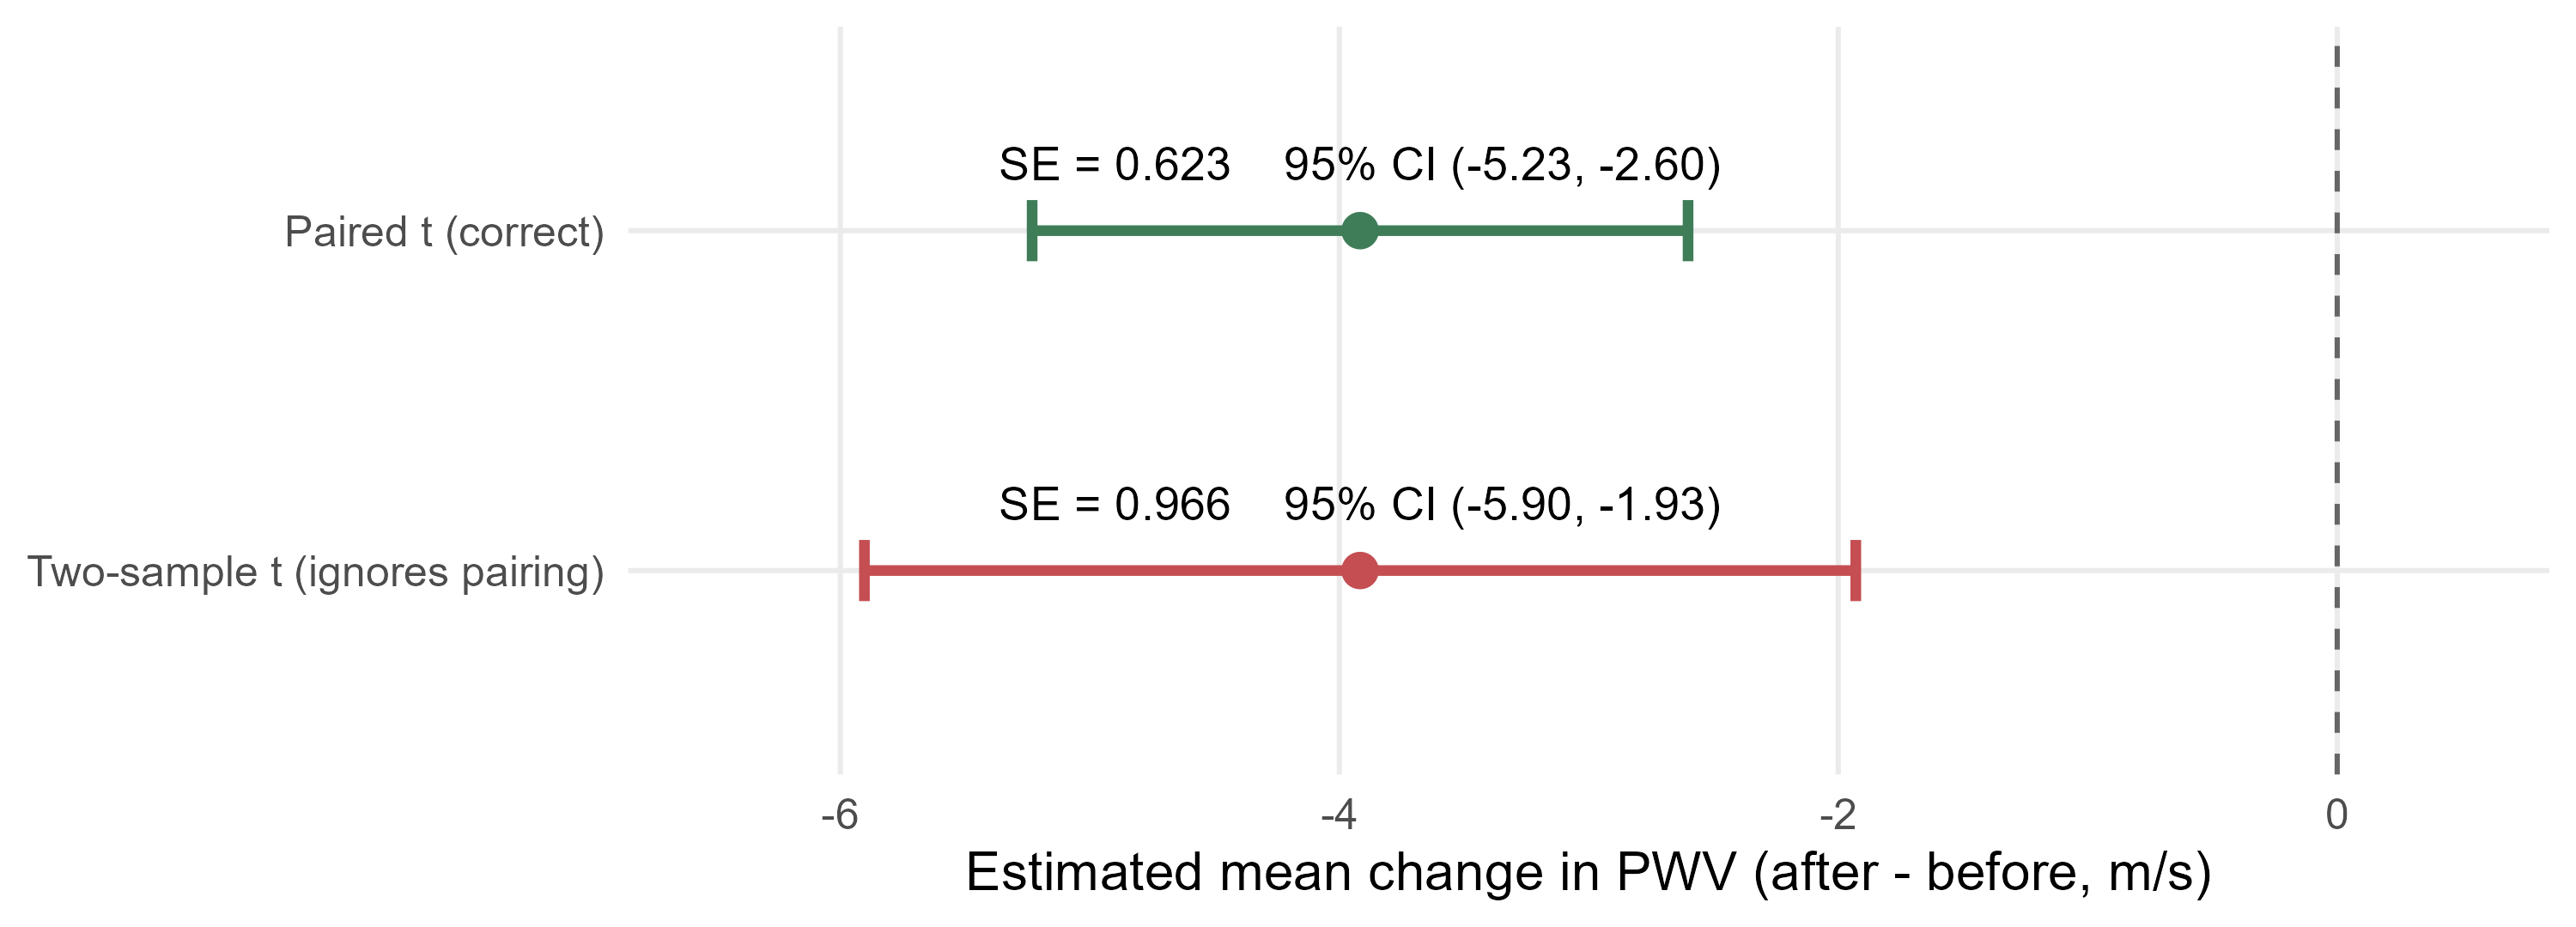 SE = 0.623 95% CI (-5.23, -2.60)
Paired t (correct)
SE = 0.966 95% CI (-5.90, -1.93)
Two-sample t (ignores pairing)
-6 -4 -2 0
Estimated mean change in PWV (after - before, m/s)